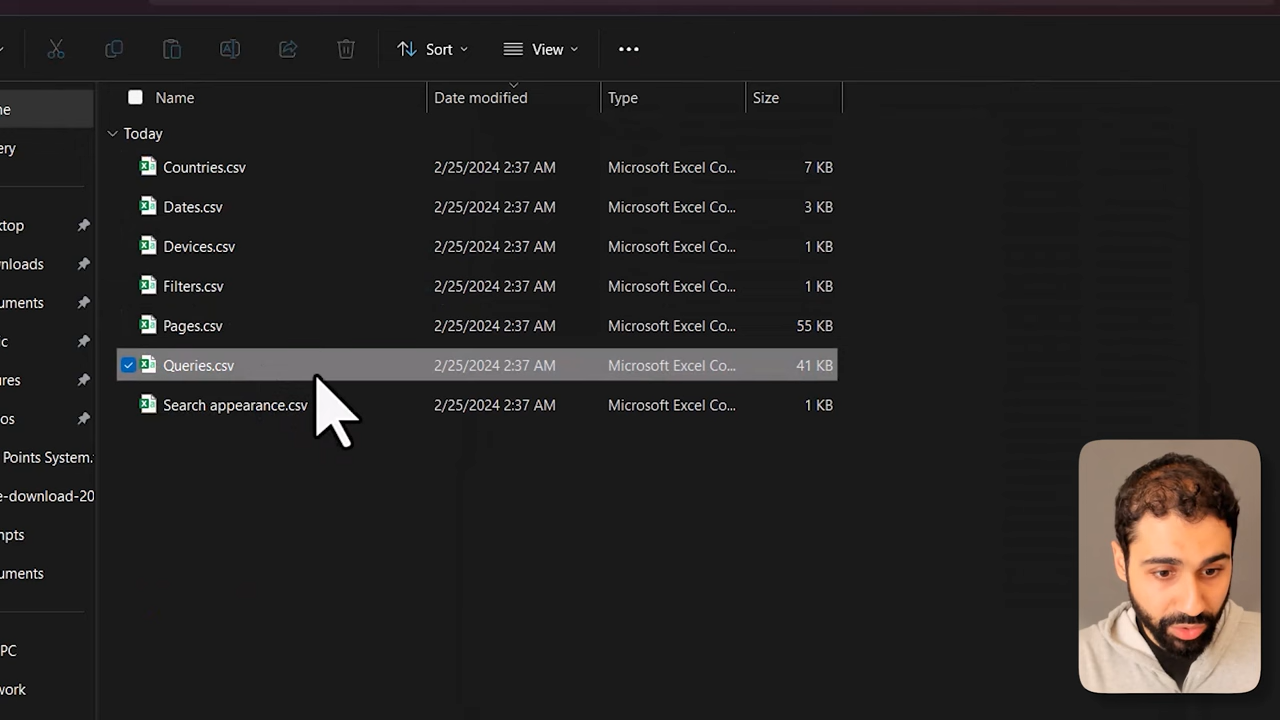 Sort View
Name Date modified Type Size
Today
Countries.csv 2/25/2024 2:37 AM Microsoft Excel Co... 7 KB
Dates.csv 2/25/2024 2:37 AM Microsoft Excel Co... 3 KB
Devices.csv 2/25/2024 2:37 AM Microsoft Excel Co... 1 KB
Filters.csv 2/25/2024 2:37 AM Microsoft Excel Co... 1 KB
Pages.csv 2/25/2024 2:37 AM Microsoft Excel Co... 55 KB
Queries.csv 2/25/2024 2:37 AM Microsoft Excel Co... 41 KB
Search appearance.csv 2/25/2024 2:37 AM Microsoft Excel Co... 1 KB
ne
ery
ktop
wnloads
uments
ic
ures
os
Points System.
e-download-20
mpts
uments
PC
work